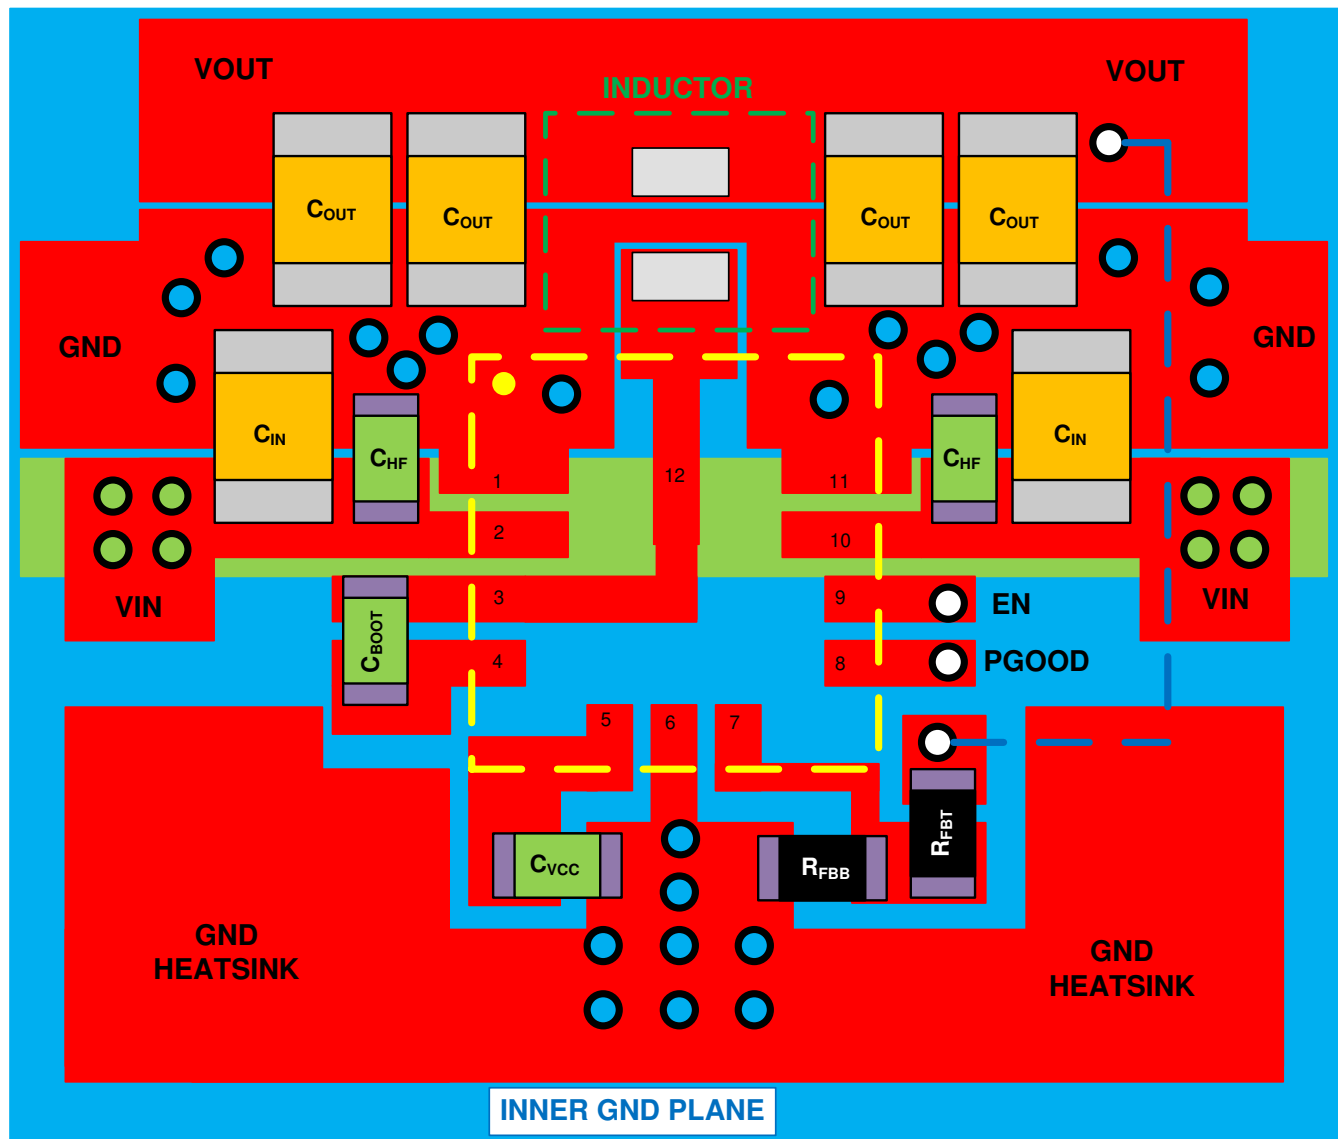 VOUT
VOUT
INDUCTOR
COUT
COUT
COUT
COUT
GND
GND
CIN
CHF
CHF
CIN
1
12
11
2
10
VIN
3
9
EN
VIN
CBOOT
4
8
PGOOD
5
6
7
RFBT
CVCC
RFBB
GND
HEATSINK
GND
HEATSINK
INNER GND PLANE